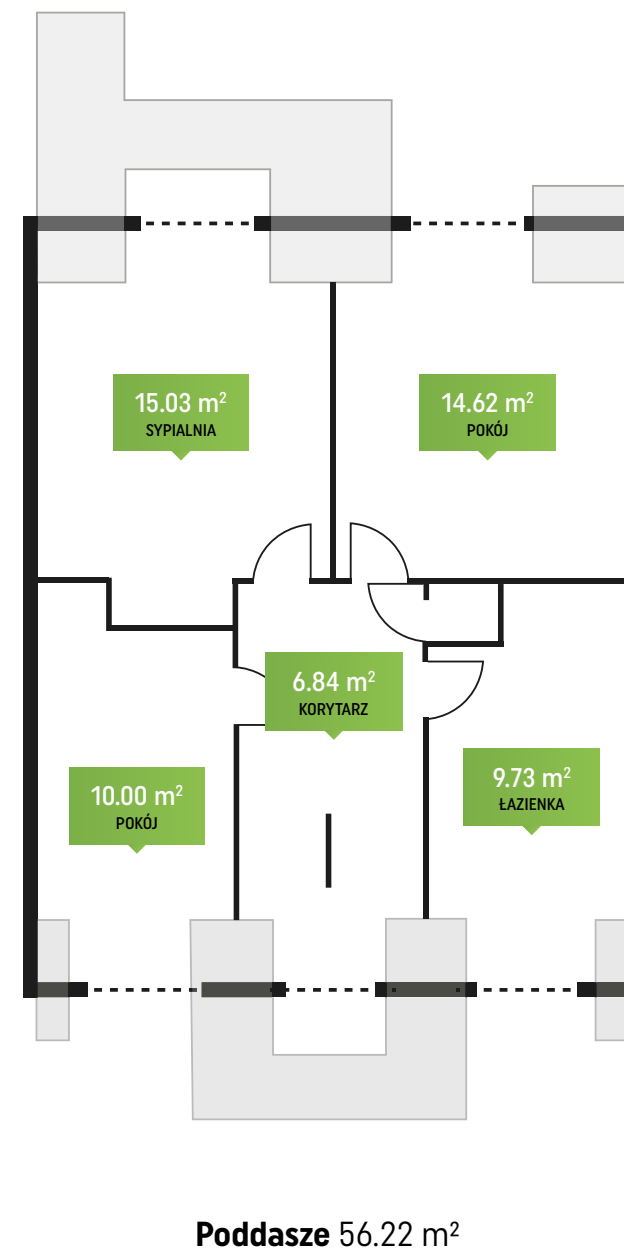 15.03 m²
SYPIALNIA
14.62 m²
POKÓJ
6.84 m²
KORYTARZ
10.00 m²
POKÓJ
9.73 m²
ŁAZIENKA
Poddasze 56.22 m²